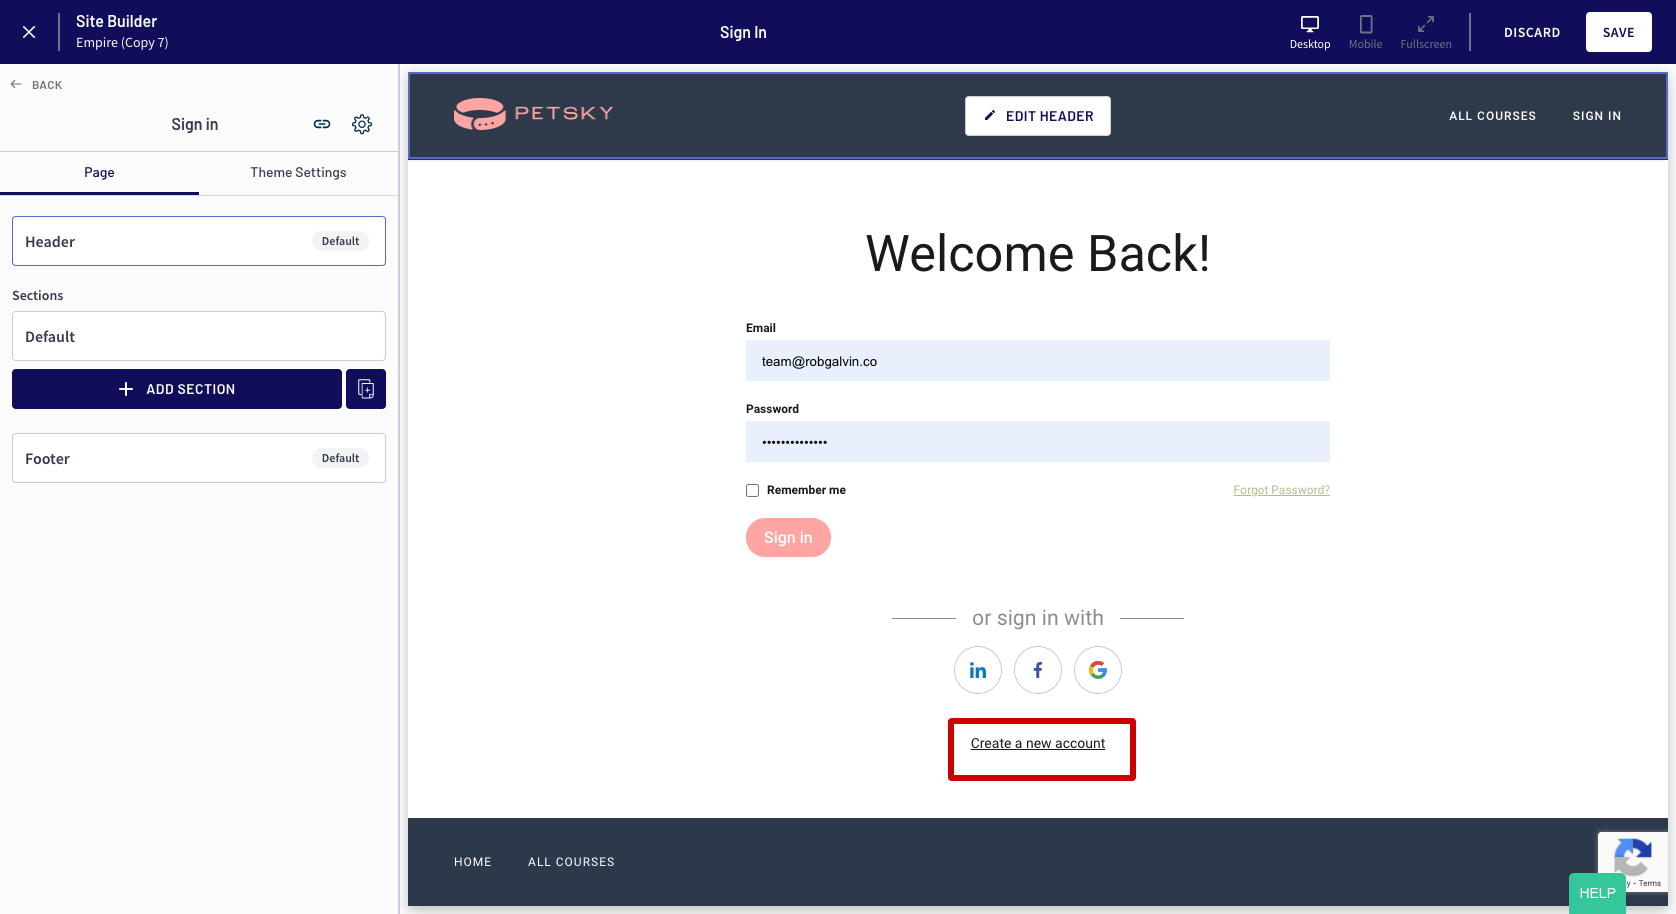 Site Builder
Empire (Copy 7)
Sign In
Desktop
Mobile
Fullscreen
DISCARD
SAVE
BACK
Sign in
Page
Theme Settings
Header
Default
Sections
Default
ADD SECTION
Footer
Default
PETSKY
EDIT HEADER
ALL COURSES
SIGN IN
Welcome Back!
Email
team@robgalvin.co
Password
••••••••••••••
Remember me
Forgot Password?
Sign in
or sign in with
in
f
G
Create a new account
HOME
ALL COURSES
y - Terms
HELP